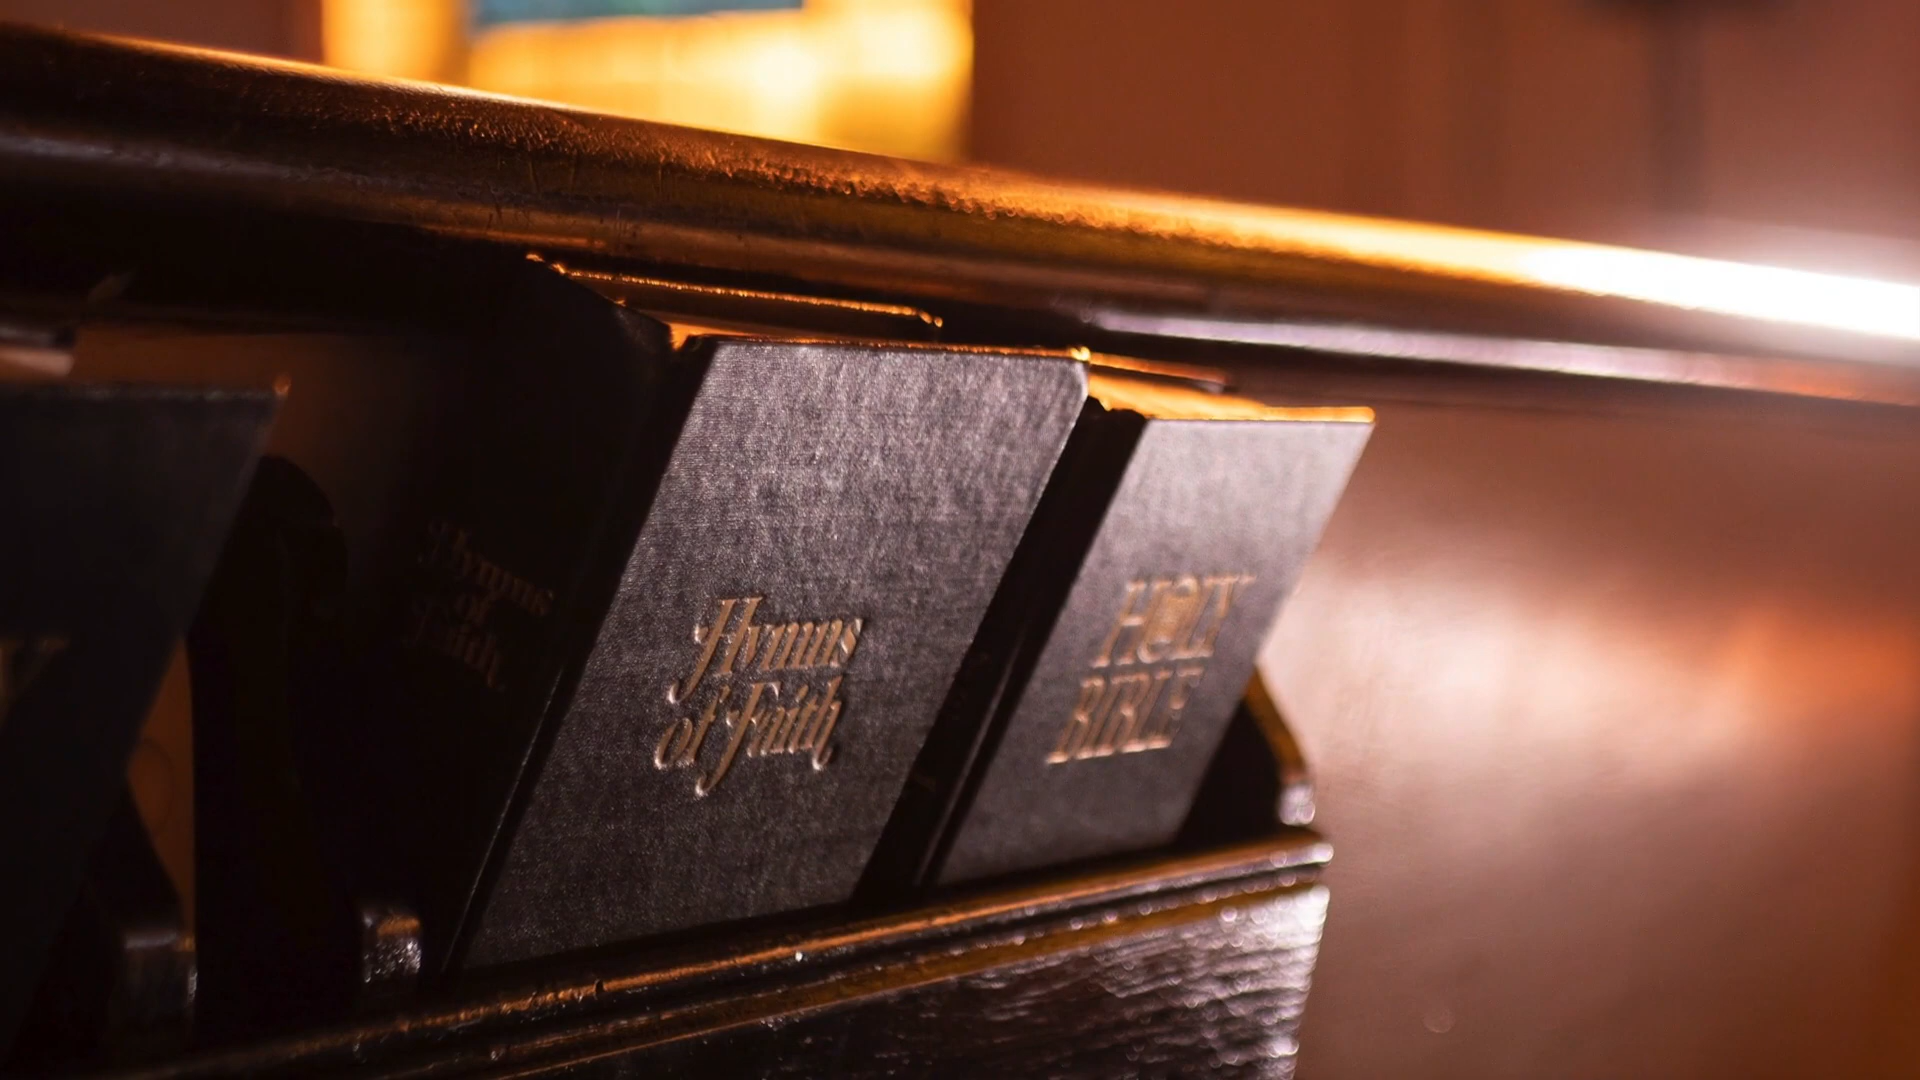 Hymns
of
Faith
Hymns
of Faith
HOLY
BIBLE